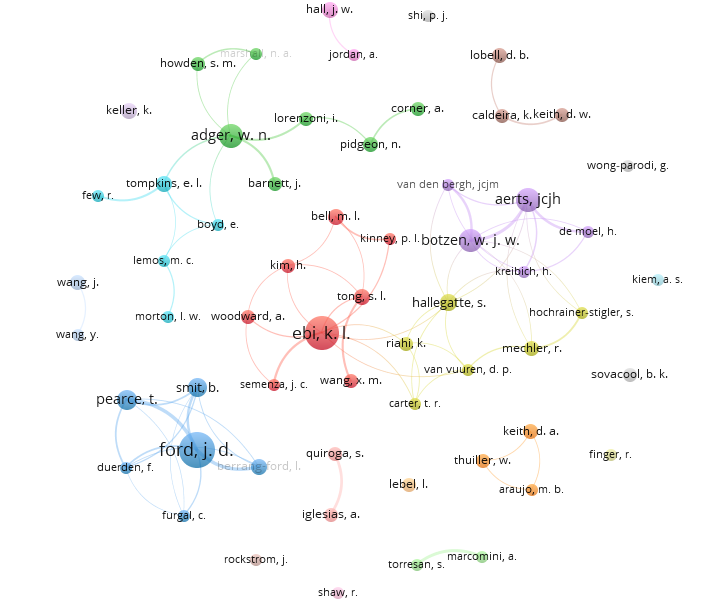 hall, j. w.
shi, p. j.
marshall, n. a.
howden, s. m.
jordan, a.
lobell, d. b.
keller, k.
lorenzoni, i.
corner, a.
caldeira, k.
keith, d. w.
adger, w. n.
pidgeon, n.
wong-parodi, g.
tompkins, e. l.
barnett, j.
van den bergh, jcjm
few, r.
aerts, jcjh
bell, m. l.
boyd, e.
kinney, p. l.
botzen, w. j. w.
de moel, h.
lemos, m. c.
kim, h.
kreibich, h.
wang, j.
kiem, a. s.
tong, s. l.
hallegatte, s.
morton, l. w.
woodward, a.
hochrainer-stigler, s.
wang, y.
ebi, k. l.
riahi, k.
mechler, r.
van vuuren, d. p.
sovacool, b. k.
smit, b.
semenza, j. c.
wang, x. m.
pearce, t.
carter, t. r.
keith, d. a.
ford, j. d.
quiroga, s.
finger, r.
duerden, f.
berrang-ford, l.
thuiller, w.
lebel, l.
araujo, m. b.
furgal, c.
iglesias, a.
rockstrom, j.
torresan, s.
marcomini, a.
shaw, r.